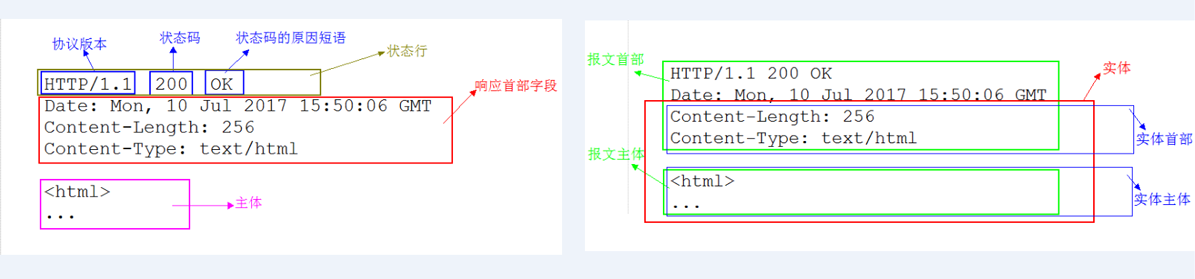 协议版本 状态码 状态码的原因短语
状态行
HTTP/1.1 200 OK
响应首部字段
Date: Mon, 10 Jul 2017 15:50:06 GMT
Content-Length: 256
Content-Type: text/html
<html>
...
主体
报文首部
实体
HTTP/1.1 200 OK
Date: Mon, 10 Jul 2017 15:50:06 GMT
Content-Length: 256
Content-Type: text/html
实体首部
报文主体
<html>
...
实体主体